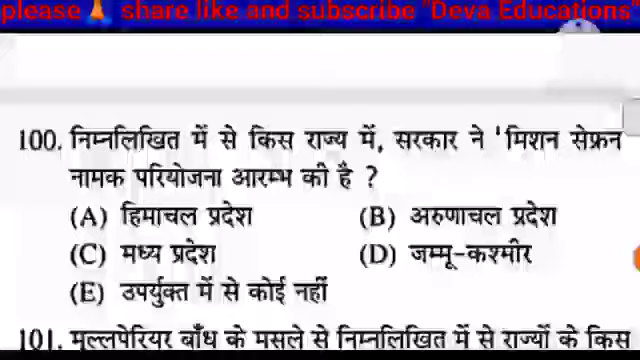 please🙏 share like and subscribe "Deva Educations"
100. निम्नलिखित में से किस राज्य में, सरकार ने 'मिशन सेफ्रन
नामक परियोजना आरम्भ की है ?
(A) हिमाचल प्रदेश (B) अरुणाचल प्रदेश
(C) मध्य प्रदेश (D) जम्मू-कश्मीर
(E) उपर्युक्त में से कोई नहीं
101. मुल्लपेरियर बाँध के मसले से निम्नलिखित में से राज्यों के किस